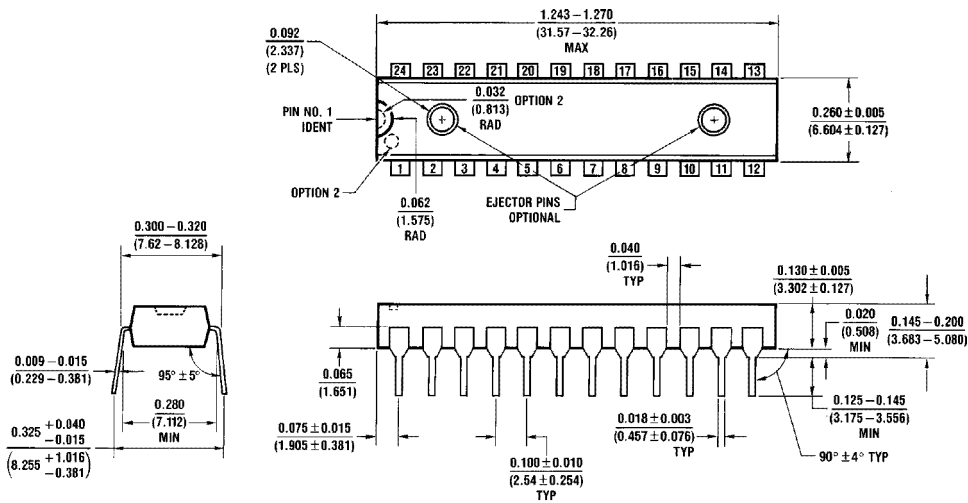 1.243 – 1.270
(31.57 – 32.26)
MAX
0.092
(2.337)
(2 PLS)
24 23 22 21 20 19 18 17 16 15 14 13
0.032
(0.813)
RAD
OPTION 2
PIN NO. 1
IDENT
0.260 ± 0.005
(6.604 ± 0.127)
1 2 3 4 5 6 7 8 9 10 11 12
OPTION 2
0.062
(1.575)
RAD
EJECTOR PINS
OPTIONAL
0.300 – 0.320
(7.62 – 8.128)
0.040
(1.016)
TYP
0.130 ± 0.005
(3.302 ± 0.127)
0.020
(0.508)
MIN
0.145 – 0.200
(3.683 – 5.080)
0.009 – 0.015
(0.229 – 0.381)
95° ± 5°
0.065
(1.651)
0.280
(7.112)
MIN
0.325 +0.040
–0.015
(8.255 +1.016
–0.381)
0.075 ± 0.015
(1.905 ± 0.381)
0.100 ± 0.010
(2.54 ± 0.254)
TYP
0.018 ± 0.003
(0.457 ± 0.076)
TYP
0.125 – 0.145
(3.175 – 3.556)
MIN
90° ± 4° TYP